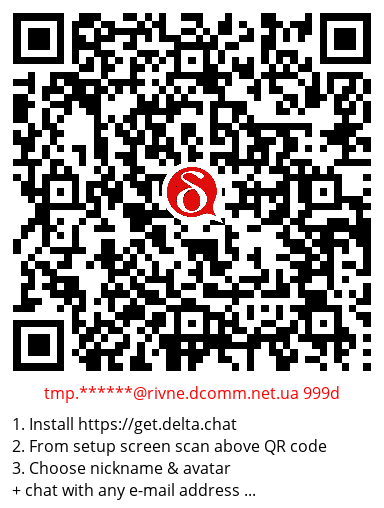 δ
tmp.******@rivne.dcomm.net.ua 999d
1. Install https://get.delta.chat
2. From setup screen scan above QR code
3. Choose nickname & avatar
+ chat with any e-mail address ...